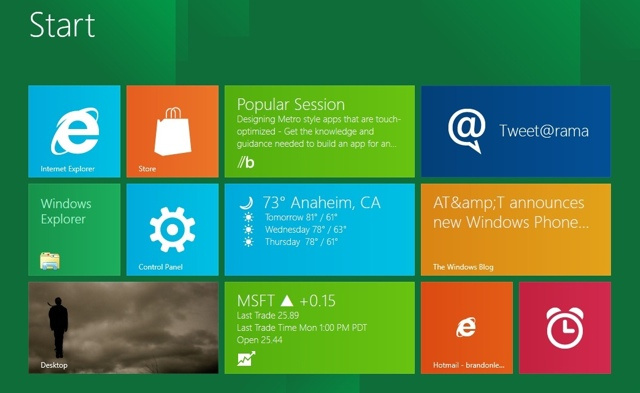 Start
Internet Explorer
Store
Popular Session
Designing Metro style apps that are touch-
optimized - Get the knowledge and
guidance needed to build an app for an...
//b
Tweet@rama
Windows
Explorer
Control Panel
73° Anaheim, CA
Tomorrow 81° / 61°
Wednesday 78° / 63°
Thursday 78° / 61°
AT&amp;T announces
new Windows Phone...
The Windows Blog
Desktop
MSFT ▲ +0.15
Last Trade 25.89
Last Trade Time Mon 1:00 PM PDT
Open 25.44
Hotmail - brandonle...